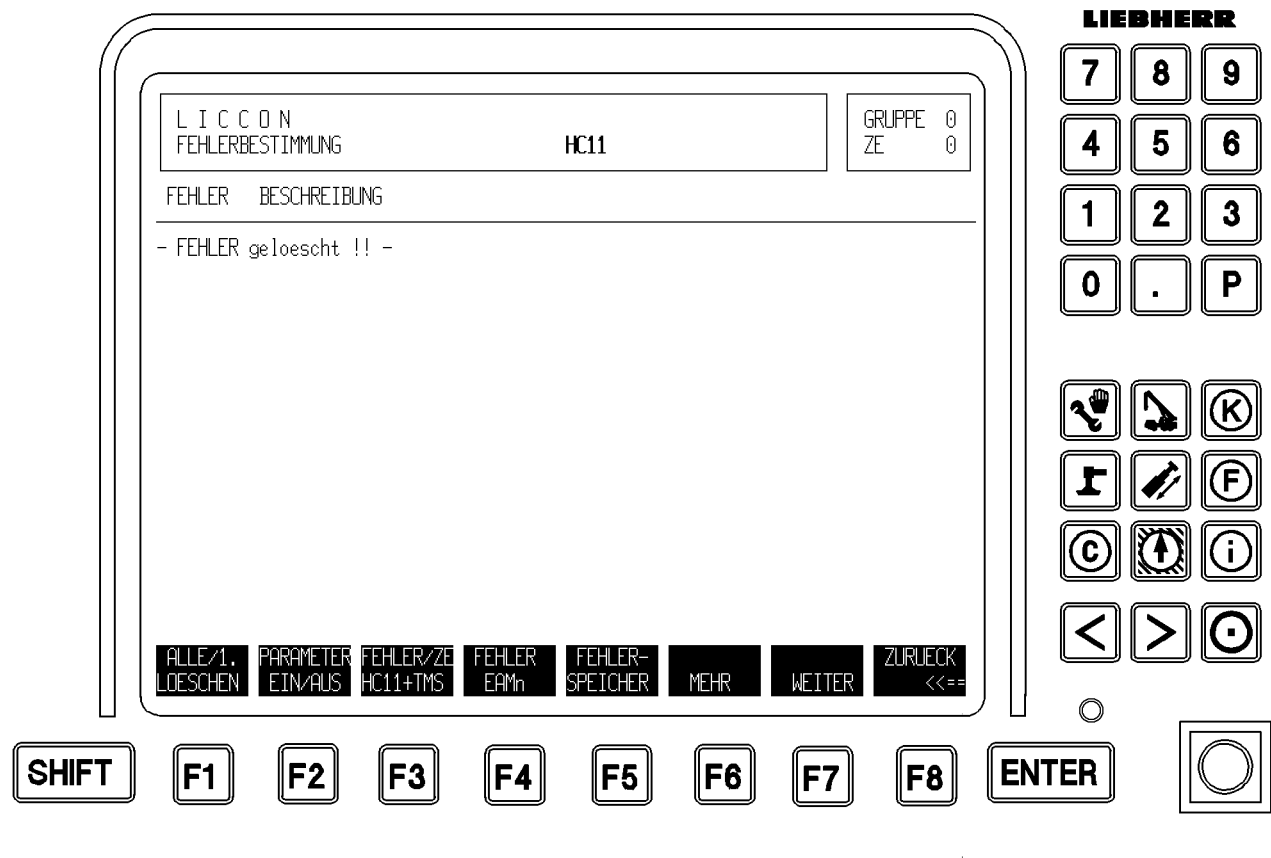 LIEBHERR
7 8 9
L I C C O N
GRUPPE 0
FEHLERBESTIMMUNG HC11
ZE 0
4 5 6
FEHLER BESCHREIBUNG
1 2 3
- FEHLER geloescht !! -
0 . P
K
F
C i
< >
ALLE/1. PARAMETER FEHLER/ZE FEHLER FEHLER- ZURUECK
LOESCHEN EIN/AUS HC11+TMS EAMn SPEICHER MEHR WEITER <<==
SHIFT F1 F2 F3 F4 F5 F6 F7 F8 ENTER